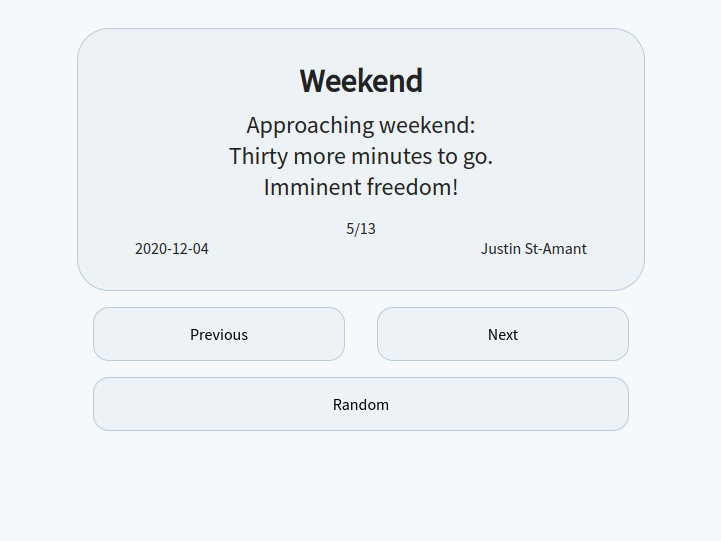 Weekend
Approaching weekend:
Thirty more minutes to go.
Imminent freedom!
5/13
2020-12-04
Justin St-Amant
Previous
Next
Random